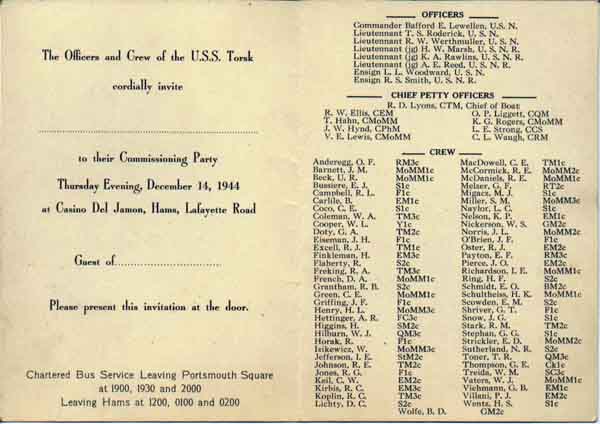 The Officers and Crew of the U.S.S. Torsk
cordially invite
to their Commissioning Party
Thursday Evening, December 14, 1944
at Casino Del Jamon, Hams, Lafayette Road
Guest of
Please present this invitation at the door.
Chartered Bus Service Leaving Portsmouth Square
at 1900, 1930 and 2000
Leaving Hams at 1200, 0100 and 0200
OFFICERS
Commander Bafford E. Lewellen, U. S. N.
Lieutennant T. S. Roderick, U. S. N.
Lieutennant R. W. Werthmuller, U. S. N.
Lieutennant (jg) H. W. Marsh, U. S. N. R.
Lieutennant (jg) K. A. Rawlins, U. S. N. R.
Lieutennant (jg) A. E. Reed, U. S. N. R.
Ensign L. L. Woodward, U. S. N.
Ensign R. S. Smith, U. S. N. R.
CHIEF PETTY OFFICERS
R. D. Lyons, CTM, Chief of Boat
R. W. Ellis, CEM
T. Hahn, CMoMM
J. W. Hynd, CPhM
V. E. Lewis, CMoMM
O. P. Liggett, CQM
K. G. Rogers, CMoMM
L. E. Strong, CCS
C. L. Waugh, CRM
CREW
Anderegg, O. F. RM3c
Barnett, J. M. MoMM1c
Beck, U. R. MoMM1c
Bussiere, E. J. S1c
Campbell, R. L. F1c
Carlile, B. EM1c
Coco, C. E. S1c
Coleman, W. A. TM3c
Cooper, W. L. Y1c
Doty, G. A. TM2c
Eiseman, J. H. F1c
Excell, R. J. TM1c
Finkleman, H. EM3c
Flaherty, R. S2c
Freking, R. A. TM3c
French, D. A. MoMM1c
Grantham, R. B. S2c
Green, C. E. MoMM1c
Griffing, J. F. F1c
Henry, H. L. MoMM3c
Hettinger, A. R. FC3c
Higgins, H. SM2c
Hilburn, W. J. QM3c
Horak, R. F1c
Izikewicz, W. MoMM3c
Jefferson, I. E. StM2c
Johnson, R. E. TM2c
Jones, R. G. F1c
Keil, C. W. EM2c
Kirbis, R. C. EM3c
Koplin, R. C. TM3c
Lichty, D. C. S2c
MacDowell, C. E. TM1c
McCormick, R. E. MoMM2c
McDaniels, R. E. MoMM1c
Melser, G. F. RT2c
Migacz, M. J. S1c
Miller, S. M. MoMM3c
Naylor, L. C. S1c
Nelson, K. P. EM1c
Nickerson, W. S. GM2c
Norris, J. L. MoMM2c
O'Brien, J. F. F1c
Oster, R. J. EM2c
Payton, E. F. RM3c
Pierce, J. O. EM2c
Richardson, I. E. MoMM1c
Ring, H. F. S2c
Schmidt, E. O. BM2c
Schultheiss, H. K. MoMM1c
Scowden, E. M. S2c
Shriver, G. T. F1c
Snow, J. G. S1c
Stark, R. M. TM2c
Stephan, G. G. S1c
Strickler, E. D. MoMM2c
Sutherland, N. R. S2c
Toner, T. R. QM3c
Thompson, G. E. Ck1c
Treida, W. M. SC3c
Vaters, W. J. MoMM1c
Viehmann, G. B. EM1c
Villani, P. J. EM2c
Wentz, H. S. S1c
Wolfe, B. D. GM2c